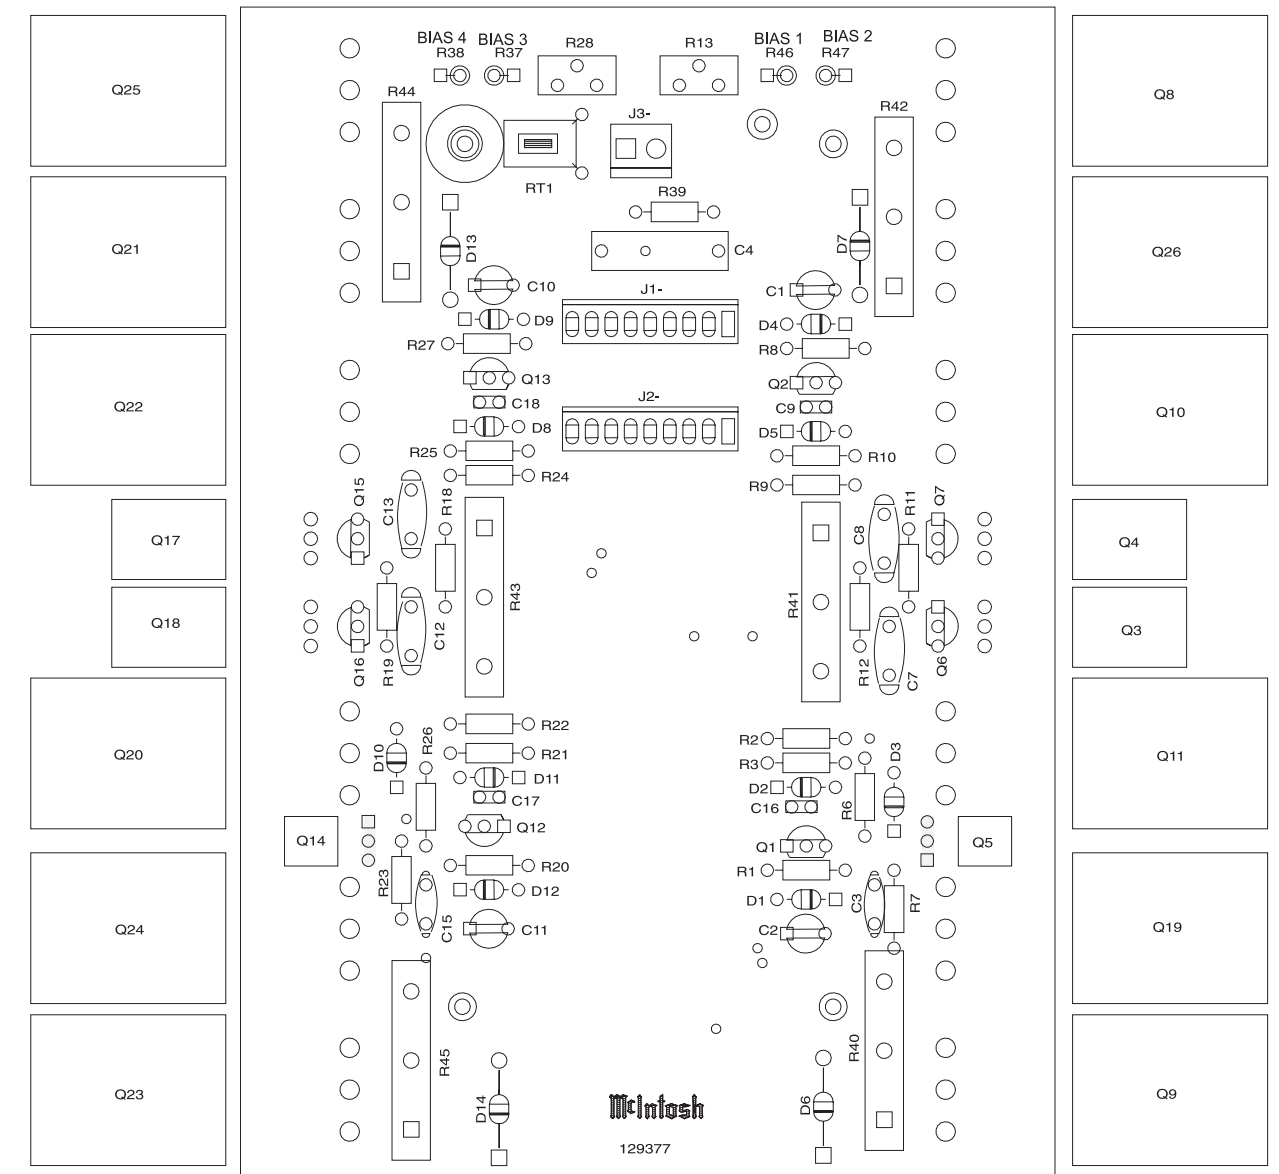 BIAS 4 BIAS 3 R28 R13 BIAS 1 BIAS 2
R38 R37 R46 R47
Q25 R44 J3- R42 Q8
RT1 R39
Q21 D13 C4 D7 Q26
C10 J1- C1
D9 D4
R27 R8
Q13 Q2
Q22 C18 J2- C9 Q10
D8 D5
R25 R10
R24 R9
Q15 C13 R18 C8 R11 Q7
Q17 Q4
R43 R41
Q18 Q3
Q16 R19 C12 R12 C7 Q6
R22 R2
Q20 D10 R26 R21 R3 D3 Q11
D11 D2
C17 C16 R6
Q14 Q12 Q1 Q5
R23 R20 R1
D12 D1 C3 R7
Q24 C15 C11 C2 Q19
R45 R40
Q23 D14 McIntosh D6 Q9
129377